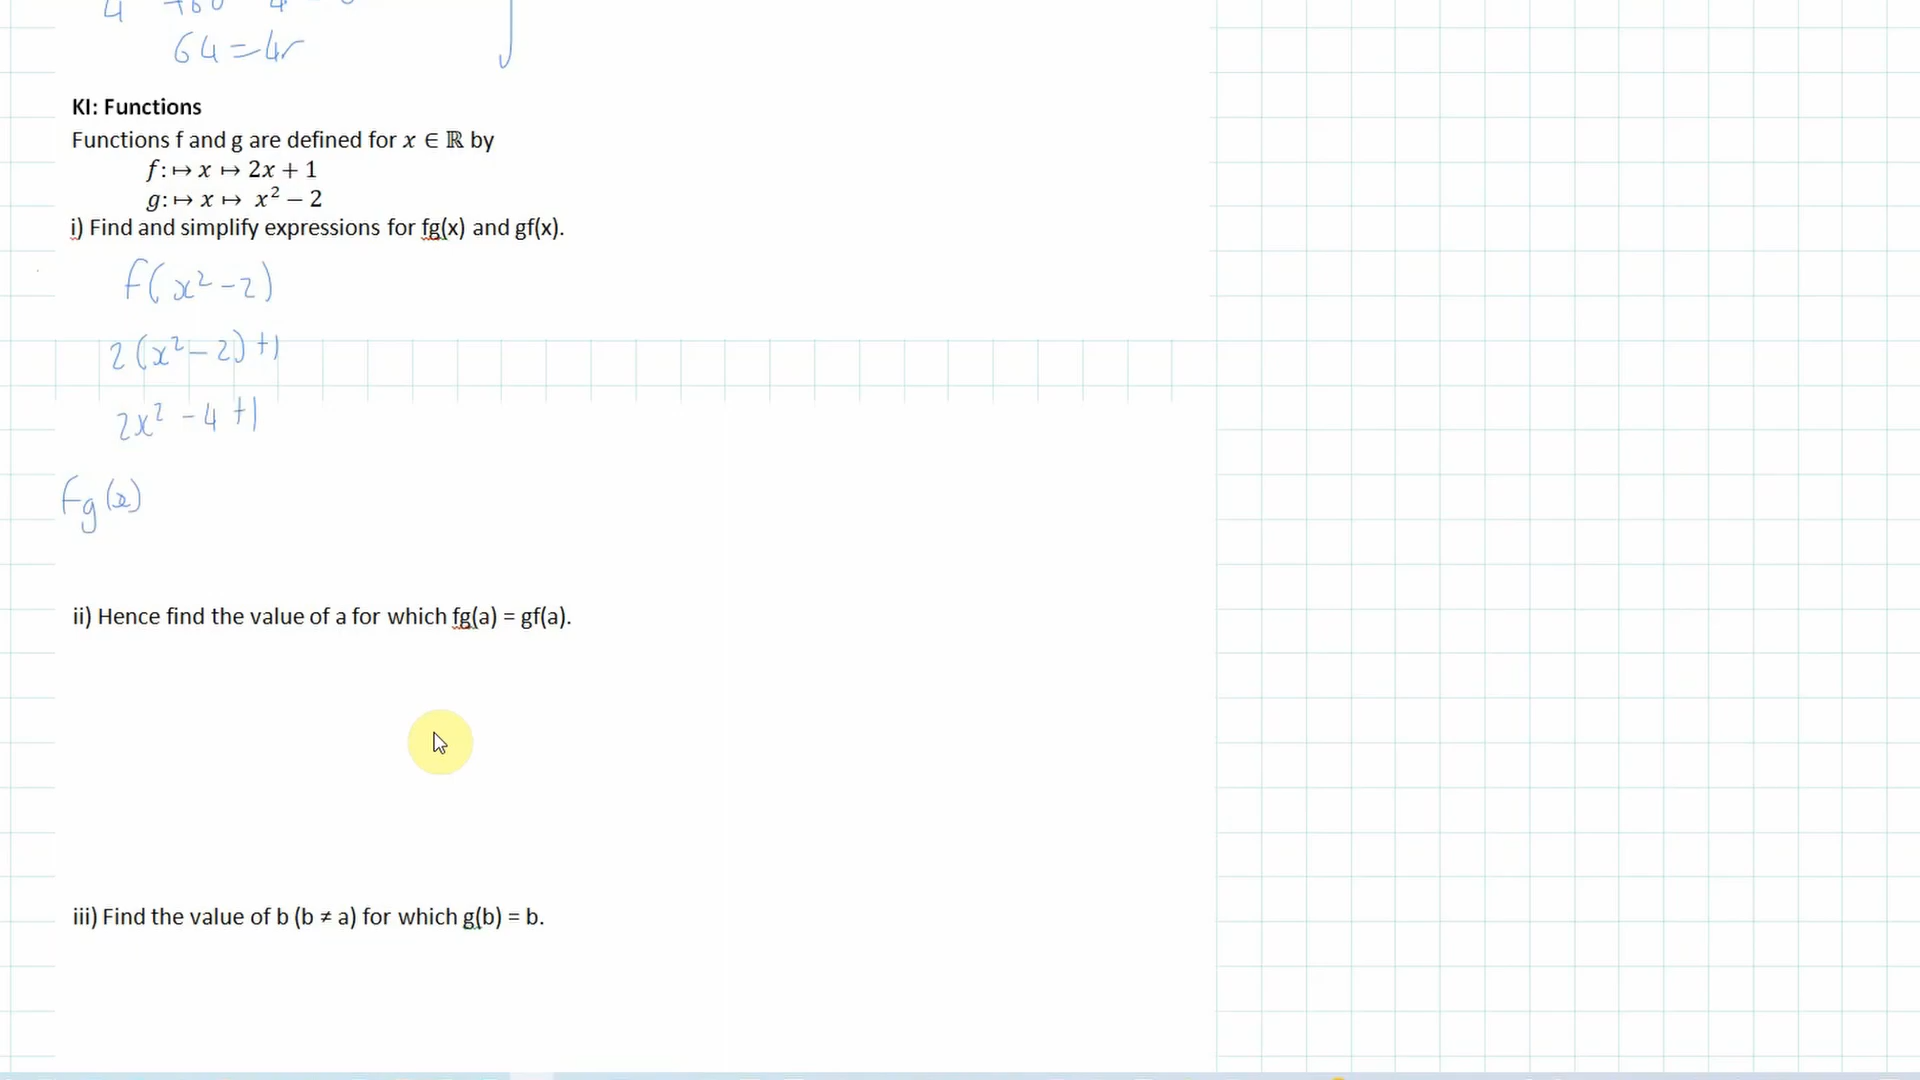 64 = 4r
KI: Functions
Functions f and g are defined for x ∈ ℝ by
f: ↦ x ↦ 2x + 1
g: ↦ x ↦ x² − 2
i) Find and simplify expressions for fg(x) and gf(x).
f(x² − 2)
2(x² − 2) + 1
2x² − 4 + 1
fg(x)
ii) Hence find the value of a for which fg(a) = gf(a).
iii) Find the value of b (b ≠ a) for which g(b) = b.